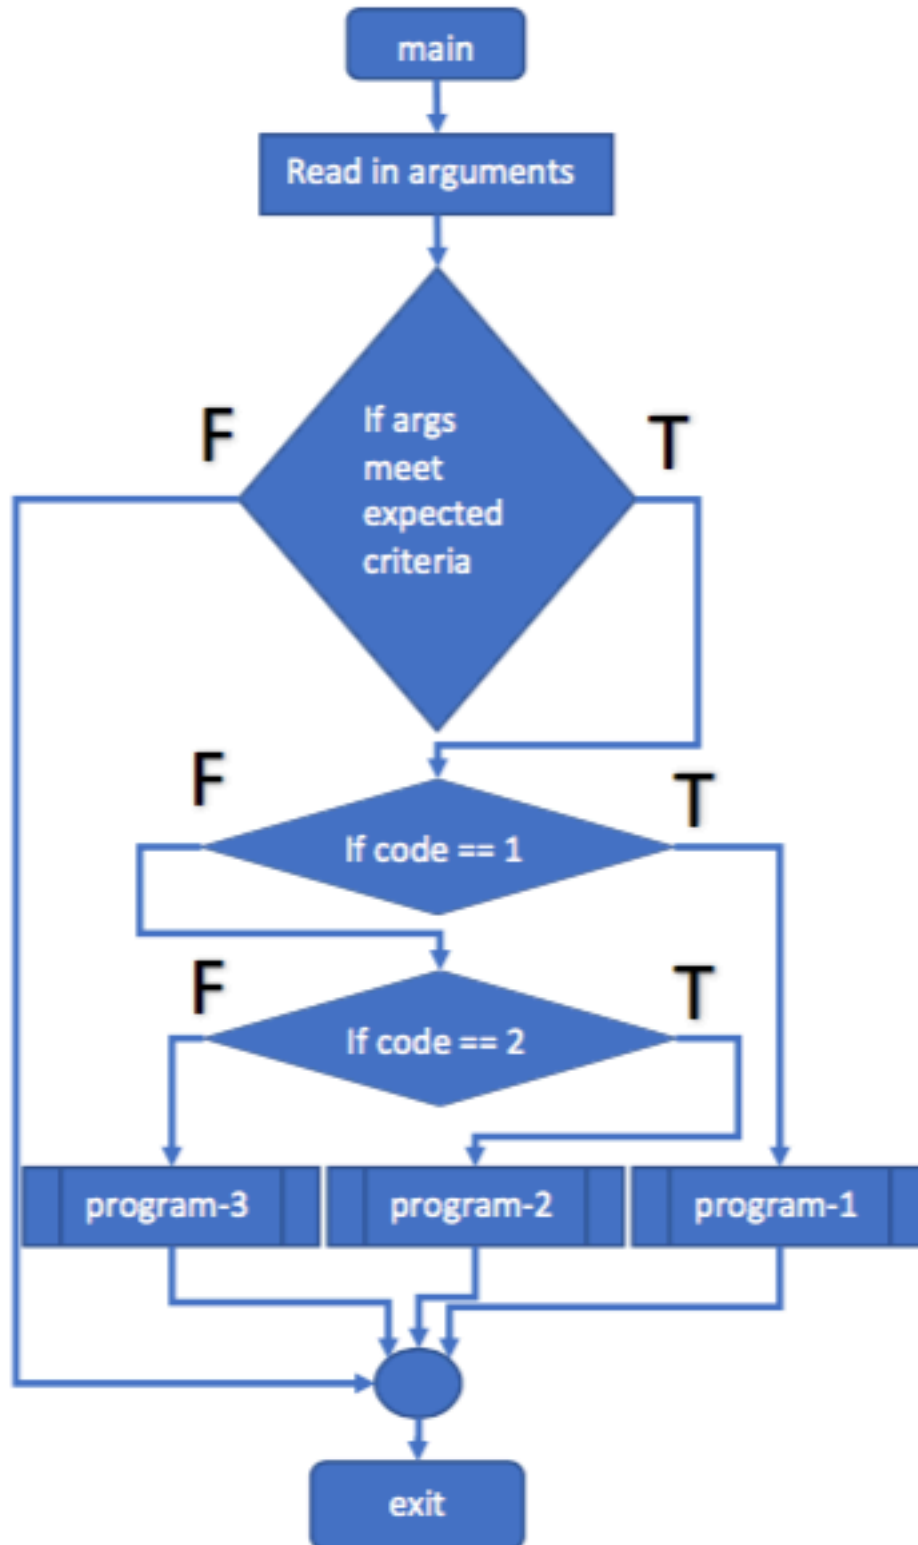 main
Read in arguments
F
T
If args
meet
expected
criteria
F
T
If code == 1
F
T
If code == 2
program-3
program-2
program-1
exit